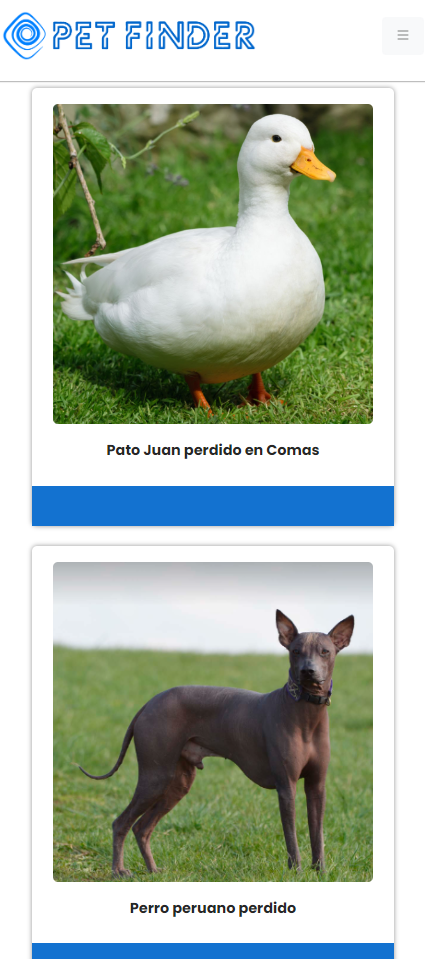 PET FINDER
Pato Juan perdido en Comas
Perro peruano perdido